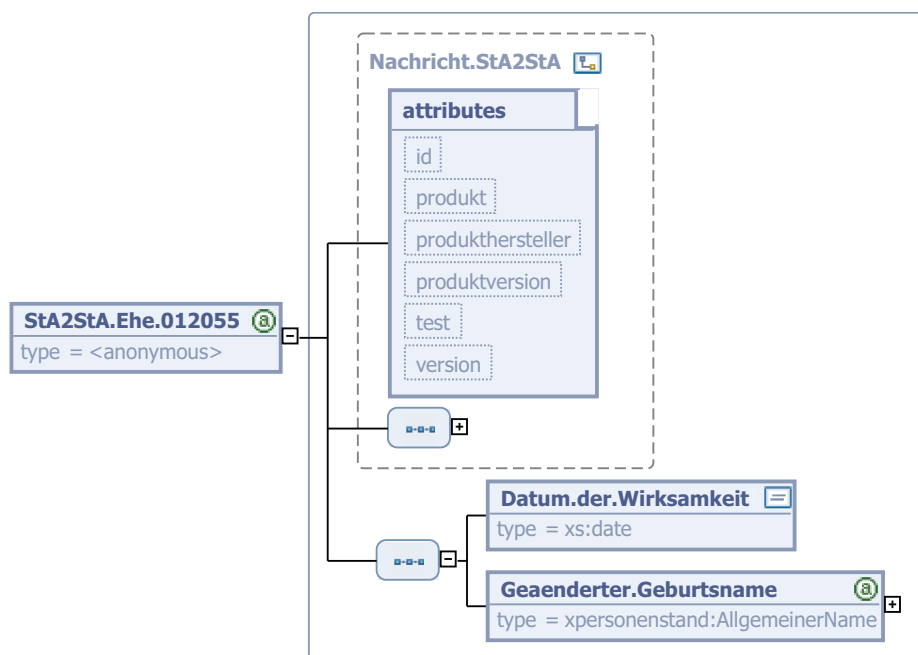 Nachricht.StA2StA
attributes
id
produkt
produkthersteller
produktversion
test
version
StA2StA.Ehe.012055
type = <anonymous>
Datum.der.Wirksamkeit
type = xs:date
Geaenderter.Geburtsname
type = xpersonenstand:AllgemeinerName